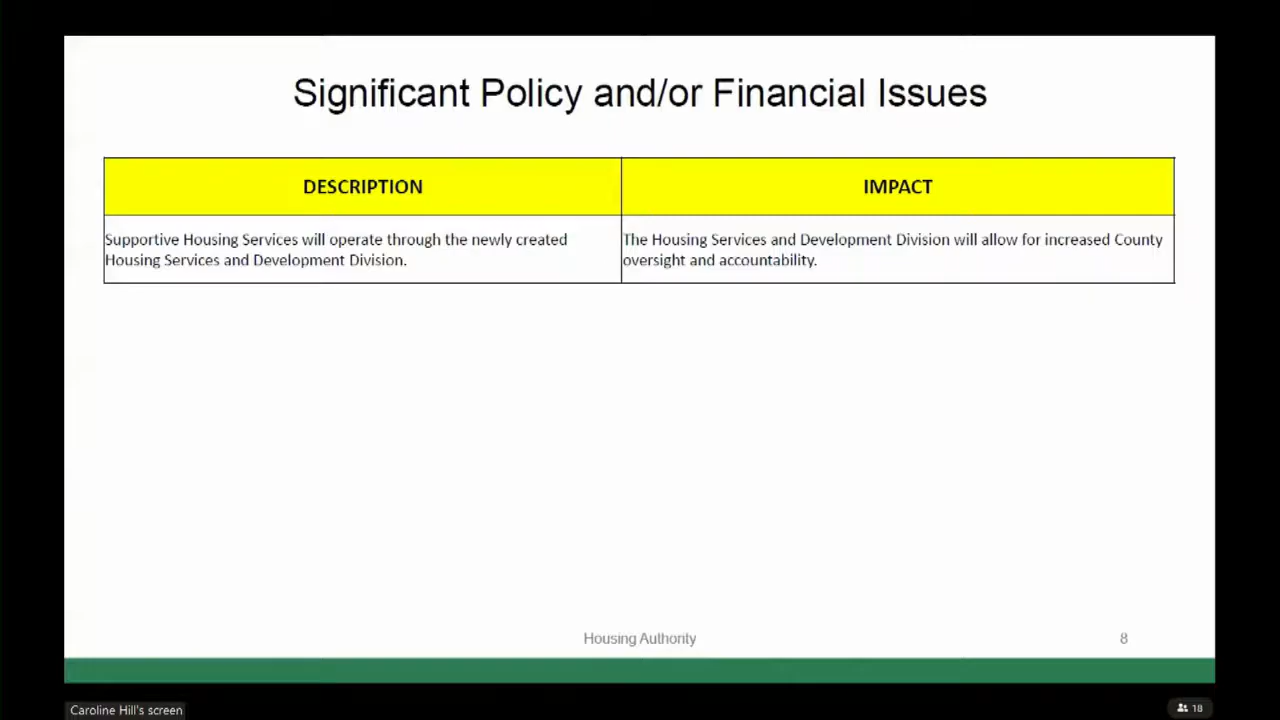 Significant Policy and/or Financial Issues
DESCRIPTION
IMPACT
Supportive Housing Services will operate through the newly created
Housing Services and Development Division.
The Housing Services and Development Division will allow for increased County
oversight and accountability.
Housing Authority
8
Caroline Hill's screen
18